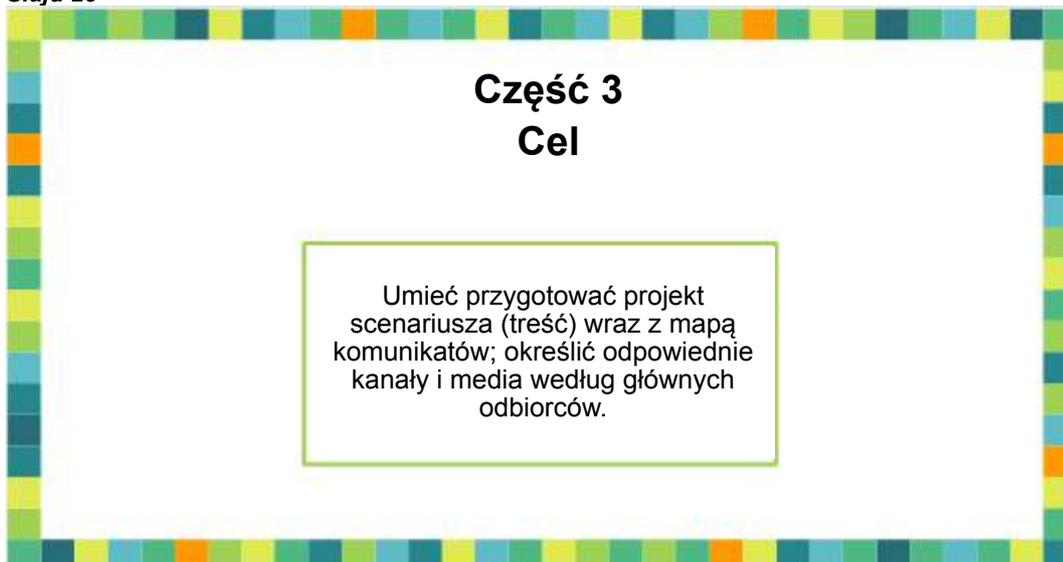 Część 3
Cel
Umieć przygotować projekt
scenariusza (treść) wraz z mapą
komunikatów; określić odpowiednie
kanały i media według głównych
odbiorców.